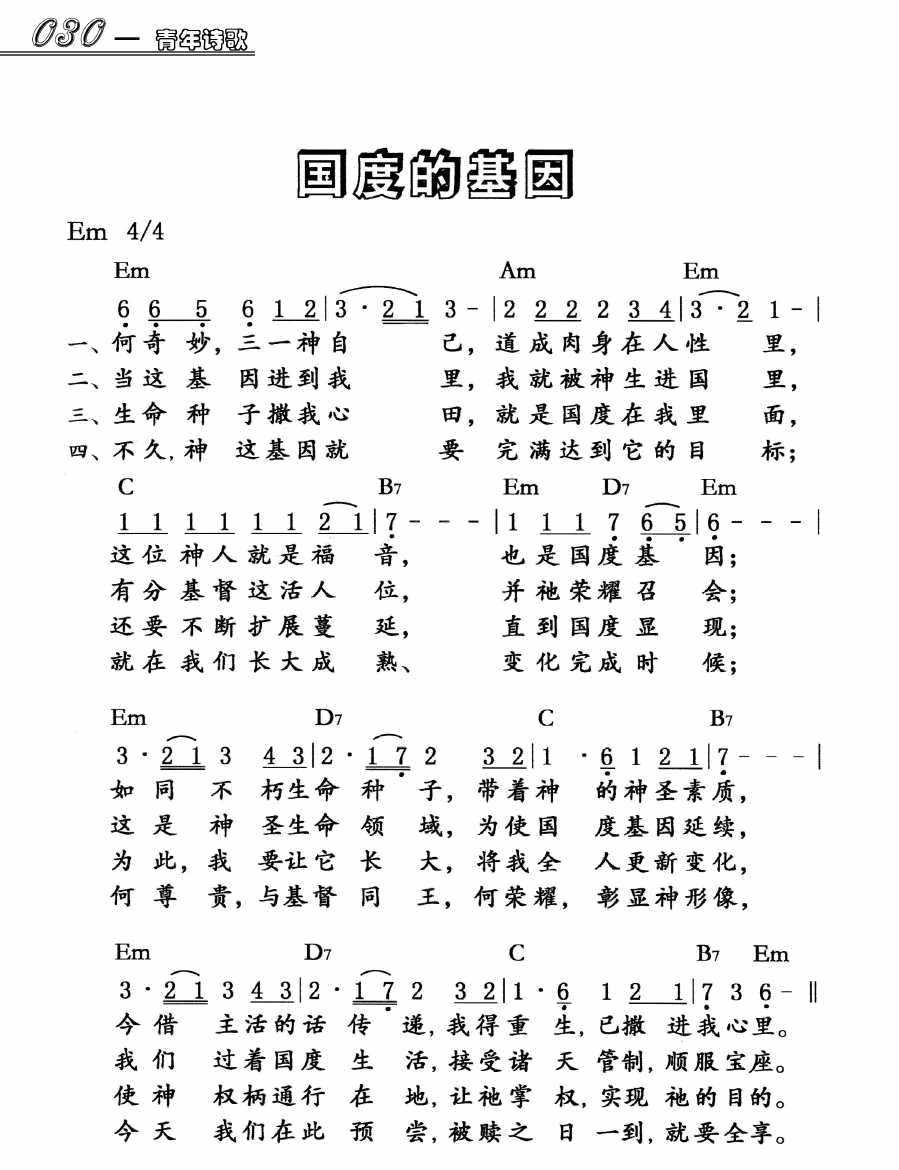 030 — 青年诗歌
国度的基因
Em 4/4
Em Am Em
6 6 5 6 1 2 | 3 · 2 1 3 - | 2 2 2 2 3 4 | 3 · 2 1 - |
一、何奇妙，三一神自己，道成肉身在人性里，
二、当这基因进到我里，我就被神生进国里，
三、生命种子撒我心田，就是国度在我里面，
四、不久，神这基因就要完满达到它的目标；
C B7 Em D7 Em
1 1 1 1 1 1 2 1 | 7 - - - | 1 1 1 7 6 5 | 6 - - - |
这位神人就是福音，也是国度基因；
有分基督这活人位，并祂荣耀召会；
还要不断扩展蔓延，直到国度显现；
就在我们长大成熟、变化完成时候；
Em D7 C B7
3 · 2 1 3 4 3 | 2 · 1 7 2 3 2 | 1 · 6 1 2 1 | 7 - - - |
如同不朽生命种子，带着神的神圣素质，
这是神圣生命领域，为使国度基因延续，
为此，我要让它长大，将我全人更新变化，
何尊贵，与基督同王，何荣耀，彰显神形像，
Em D7 C B7 Em
3 · 2 1 3 4 3 | 2 · 1 7 2 3 2 | 1 · 6 1 2 1 | 7 3 6 - ‖
今借主活的话传递，我得重生，已撒进我心里。
我们过着国度生活，接受诸天管制，顺服宝座。
使神权柄通行在地，让祂掌权，实现祂的目的。
今天我们在此预尝，被赎之日一到，就要全享。